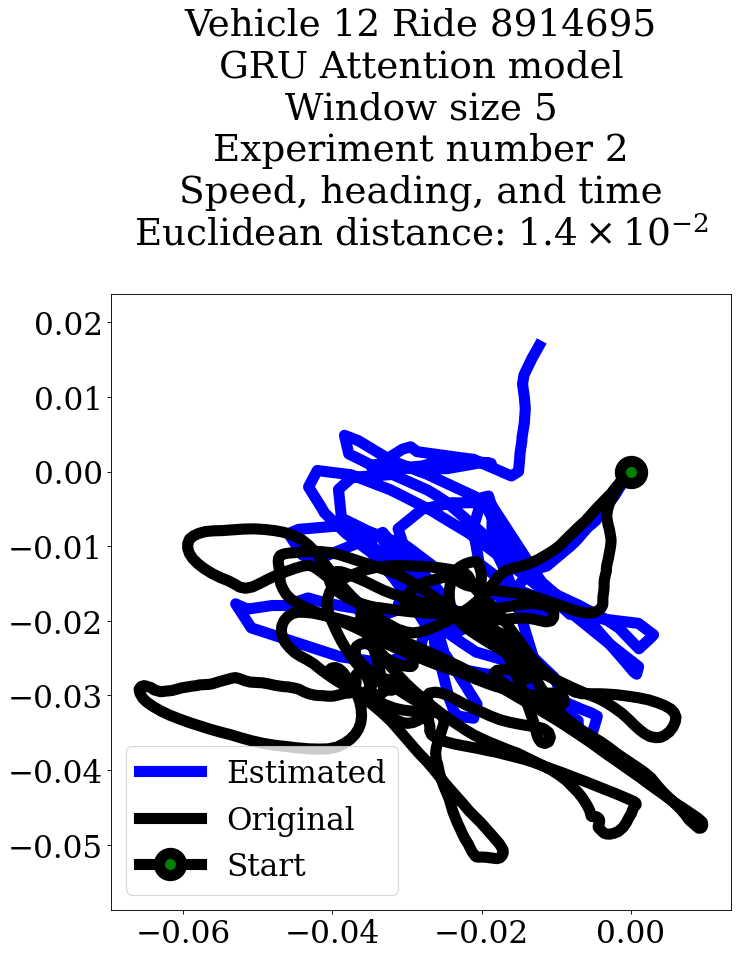 Vehicle 12 Ride 8914695
GRU Attention model
Window size 5
Experiment number 2
Speed, heading, and time
Euclidean distance: 1.4 × 10⁻²
0.02
0.01
0.00
−0.01
−0.02
−0.03
−0.04
−0.05
Estimated
Original
Start
−0.06
−0.04
−0.02
0.00